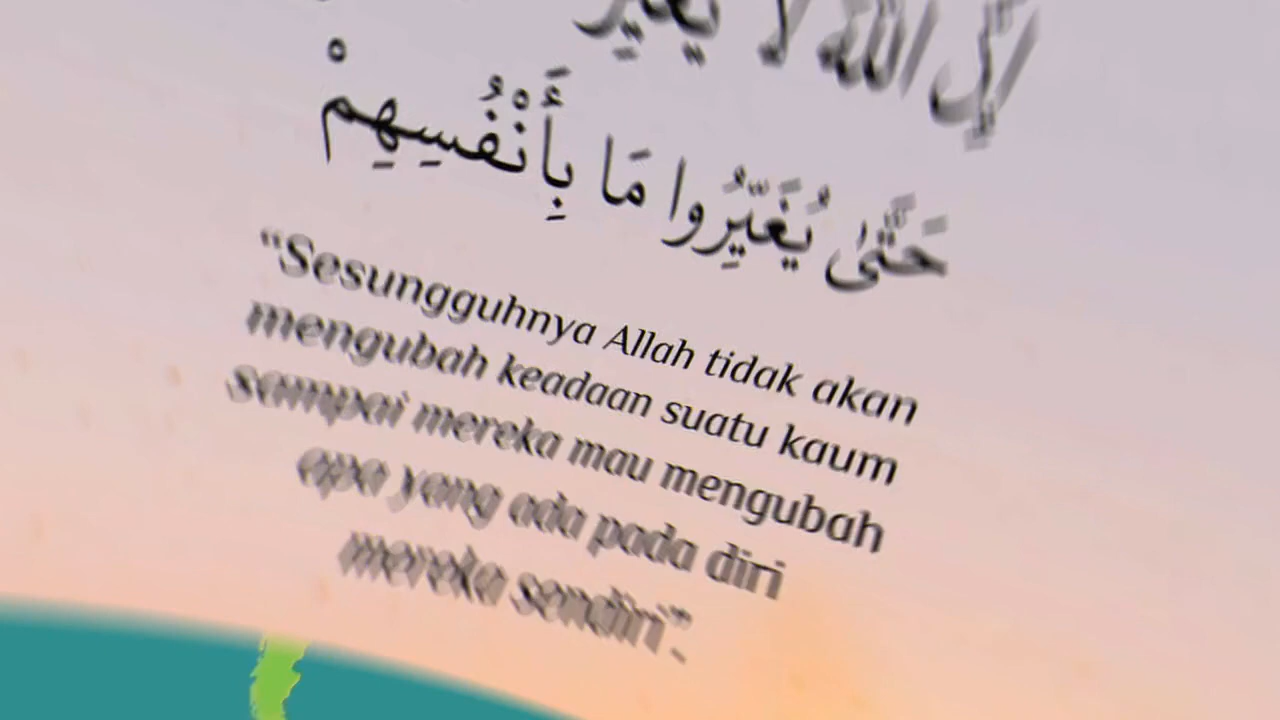 إِنَّ الله لَا يُغَيِّر
حَتَّىٰ يُغَيِّرُوا مَا بِأَنْفُسِهِمْ
“Sesungguhnya Allah tidak akan
mengubah keadaan suatu kaum
sampai mereka mau mengubah
apa yang ada pada diri
mereka sendiri”.